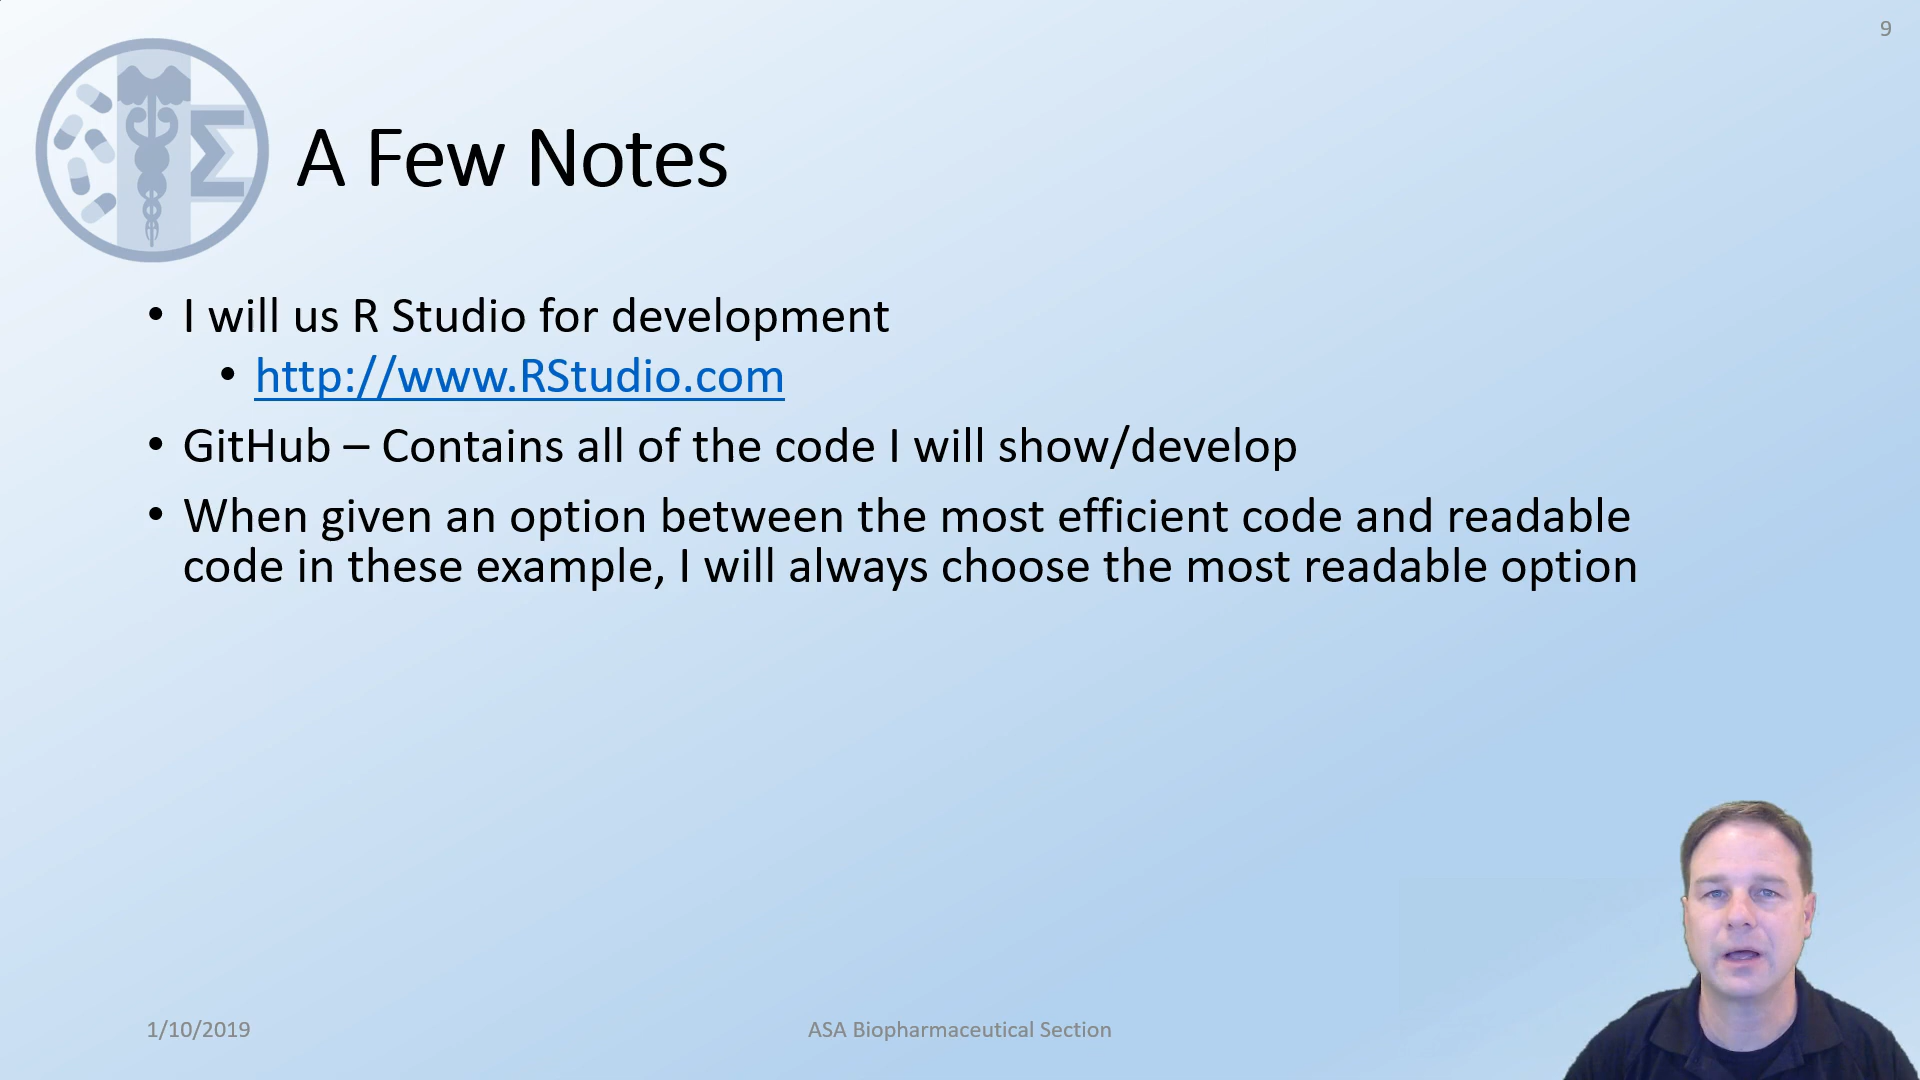 9
A Few Notes
• I will us R Studio for development
• http://www.RStudio.com
• GitHub – Contains all of the code I will show/develop
• When given an option between the most efficient code and readable
code in these example, I will always choose the most readable option
1/10/2019
ASA Biopharmaceutical Section